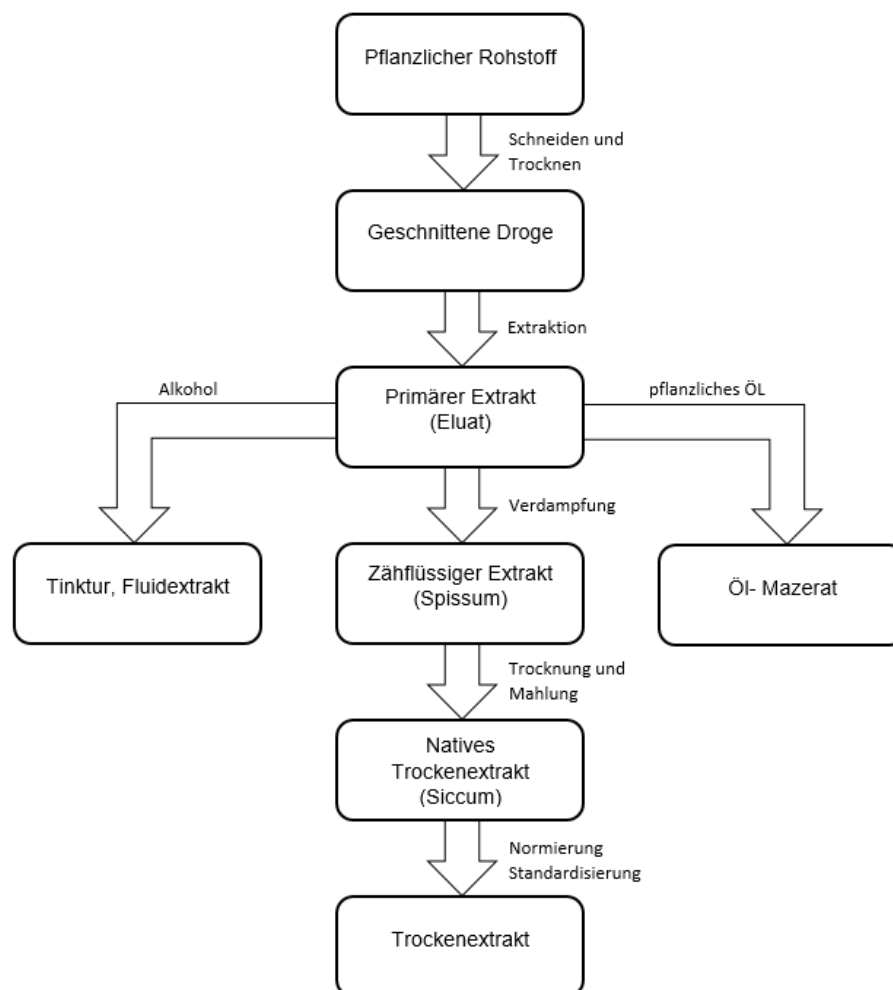 Pflanzlicher Rohstoff
Schneiden und
Trocknen
Geschnittene Droge
Extraktion
Alkohol
Primärer Extrakt
(Eluat)
pflanzliches ÖL
Verdampfung
Tinktur, Fluidextrakt
Zähflüssiger Extrakt
(Spissum)
Öl- Mazerat
Trocknung und
Mahlung
Natives
Trockenextrakt
(Siccum)
Normierung
Standardisierung
Trockenextrakt